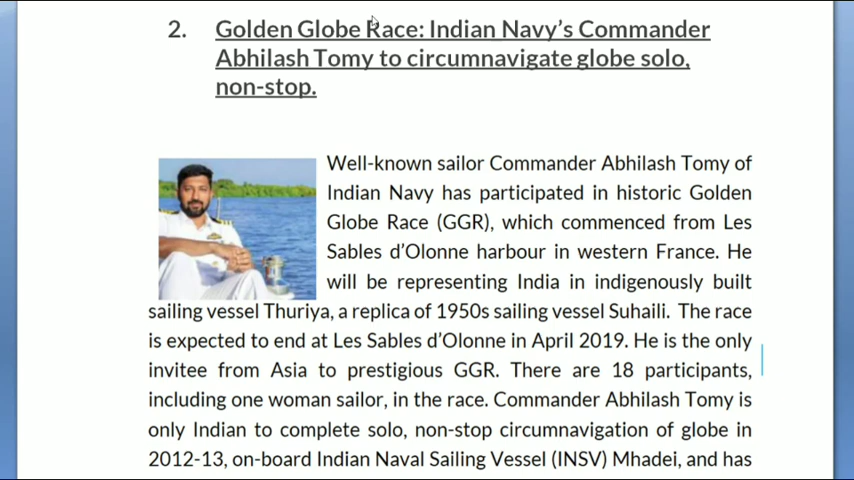 2. Golden Globe Race: Indian Navy’s Commander
Abhilash Tomy to circumnavigate globe solo,
non-stop.
Well-known sailor Commander Abhilash Tomy of
Indian Navy has participated in historic Golden
Globe Race (GGR), which commenced from Les
Sables d’Olonne harbour in western France. He
will be representing India in indigenously built
sailing vessel Thuriya, a replica of 1950s sailing vessel Suhaili. The race
is expected to end at Les Sables d’Olonne in April 2019. He is the only
invitee from Asia to prestigious GGR. There are 18 participants,
including one woman sailor, in the race. Commander Abhilash Tomy is
only Indian to complete solo, non-stop circumnavigation of globe in
2012-13, on-board Indian Naval Sailing Vessel (INSV) Mhadei, and has